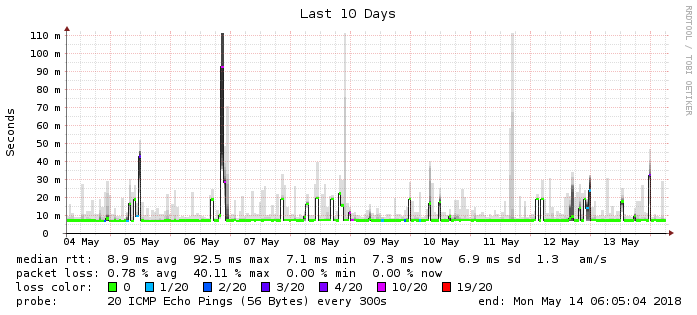 Last 10 Days
RRDTOOL / TOBI OETIKER
Seconds
110 m
100 m
90 m
80 m
70 m
60 m
50 m
40 m
30 m
20 m
10 m
0
04 May 05 May 06 May 07 May 08 May 09 May 10 May 11 May 12 May 13 May
median rtt: 8.9 ms avg 92.5 ms max 7.1 ms min 7.3 ms now 6.9 ms sd 1.3 am/s
packet loss: 0.78 % avg 40.11 % max 0.00 % min 0.00 % now
loss color: 0 1/20 2/20 3/20 4/20 10/20 19/20
probe: 20 ICMP Echo Pings (56 Bytes) every 300s end: Mon May 14 06:05:04 2018